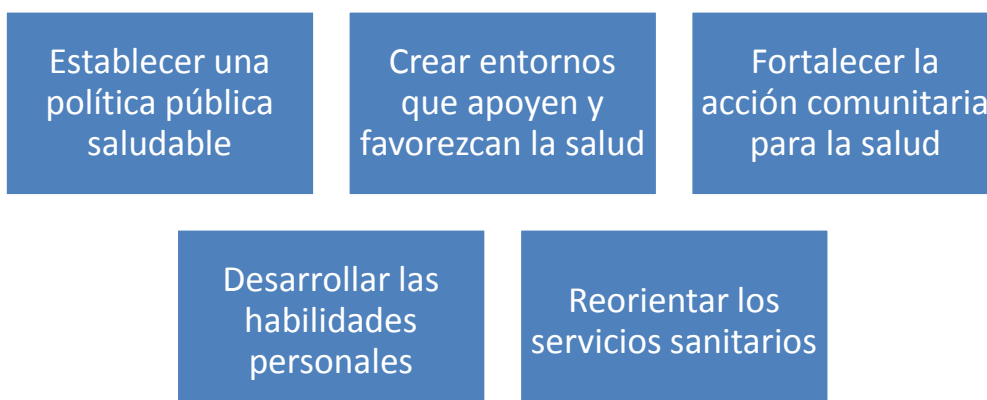 Establecer una
política pública
saludable
Crear entornos
que apoyen y
favorezcan la salud
Fortalecer la
acción comunitaria
para la salud
Desarrollar las
habilidades
personales
Reorientar los
servicios sanitarios